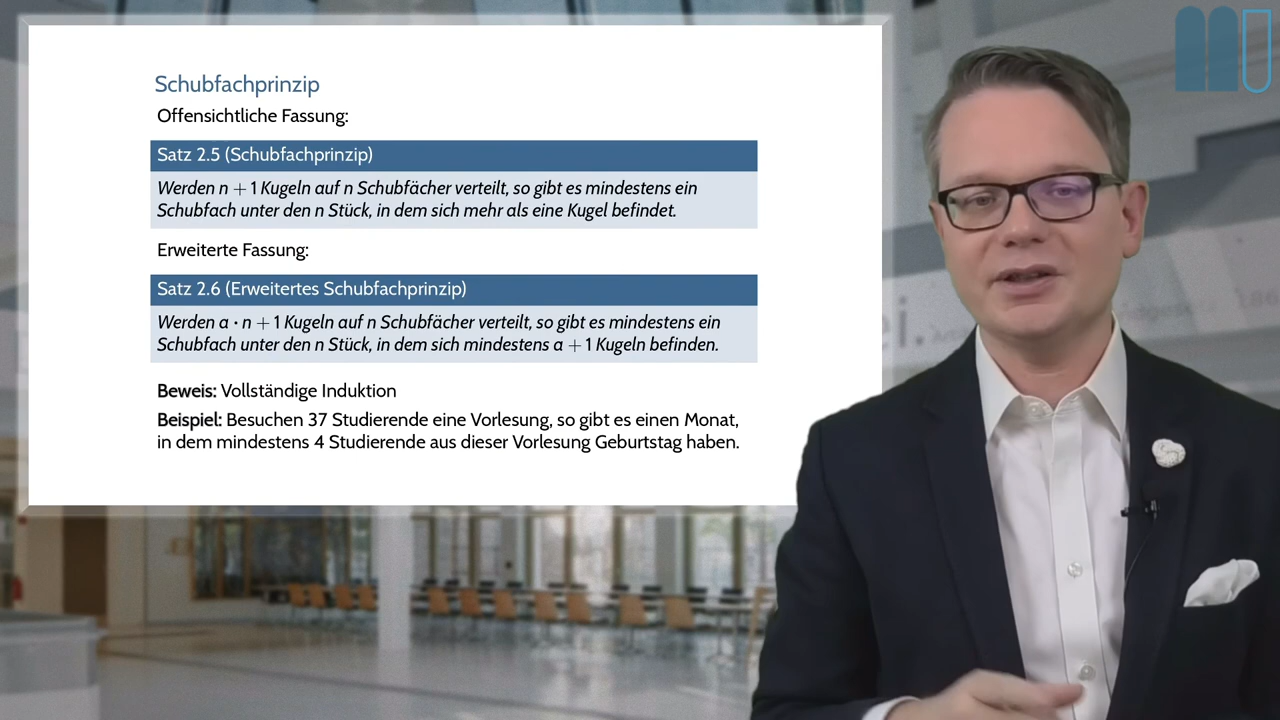 Schubfachprinzip
Offensichtliche Fassung:
Satz 2.5 (Schubfachprinzip)
Werden n + 1 Kugeln auf n Schubfächer verteilt, so gibt es mindestens ein
Schubfach unter den n Stück, in dem sich mehr als eine Kugel befindet.
Erweiterte Fassung:
Satz 2.6 (Erweitertes Schubfachprinzip)
Werden a · n + 1 Kugeln auf n Schubfächer verteilt, so gibt es mindestens ein
Schubfach unter den n Stück, in dem sich mindestens a + 1 Kugeln befinden.
Beweis: Vollständige Induktion
Beispiel: Besuchen 37 Studierende eine Vorlesung, so gibt es einen Monat,
in dem mindestens 4 Studierende aus dieser Vorlesung Geburtstag haben.